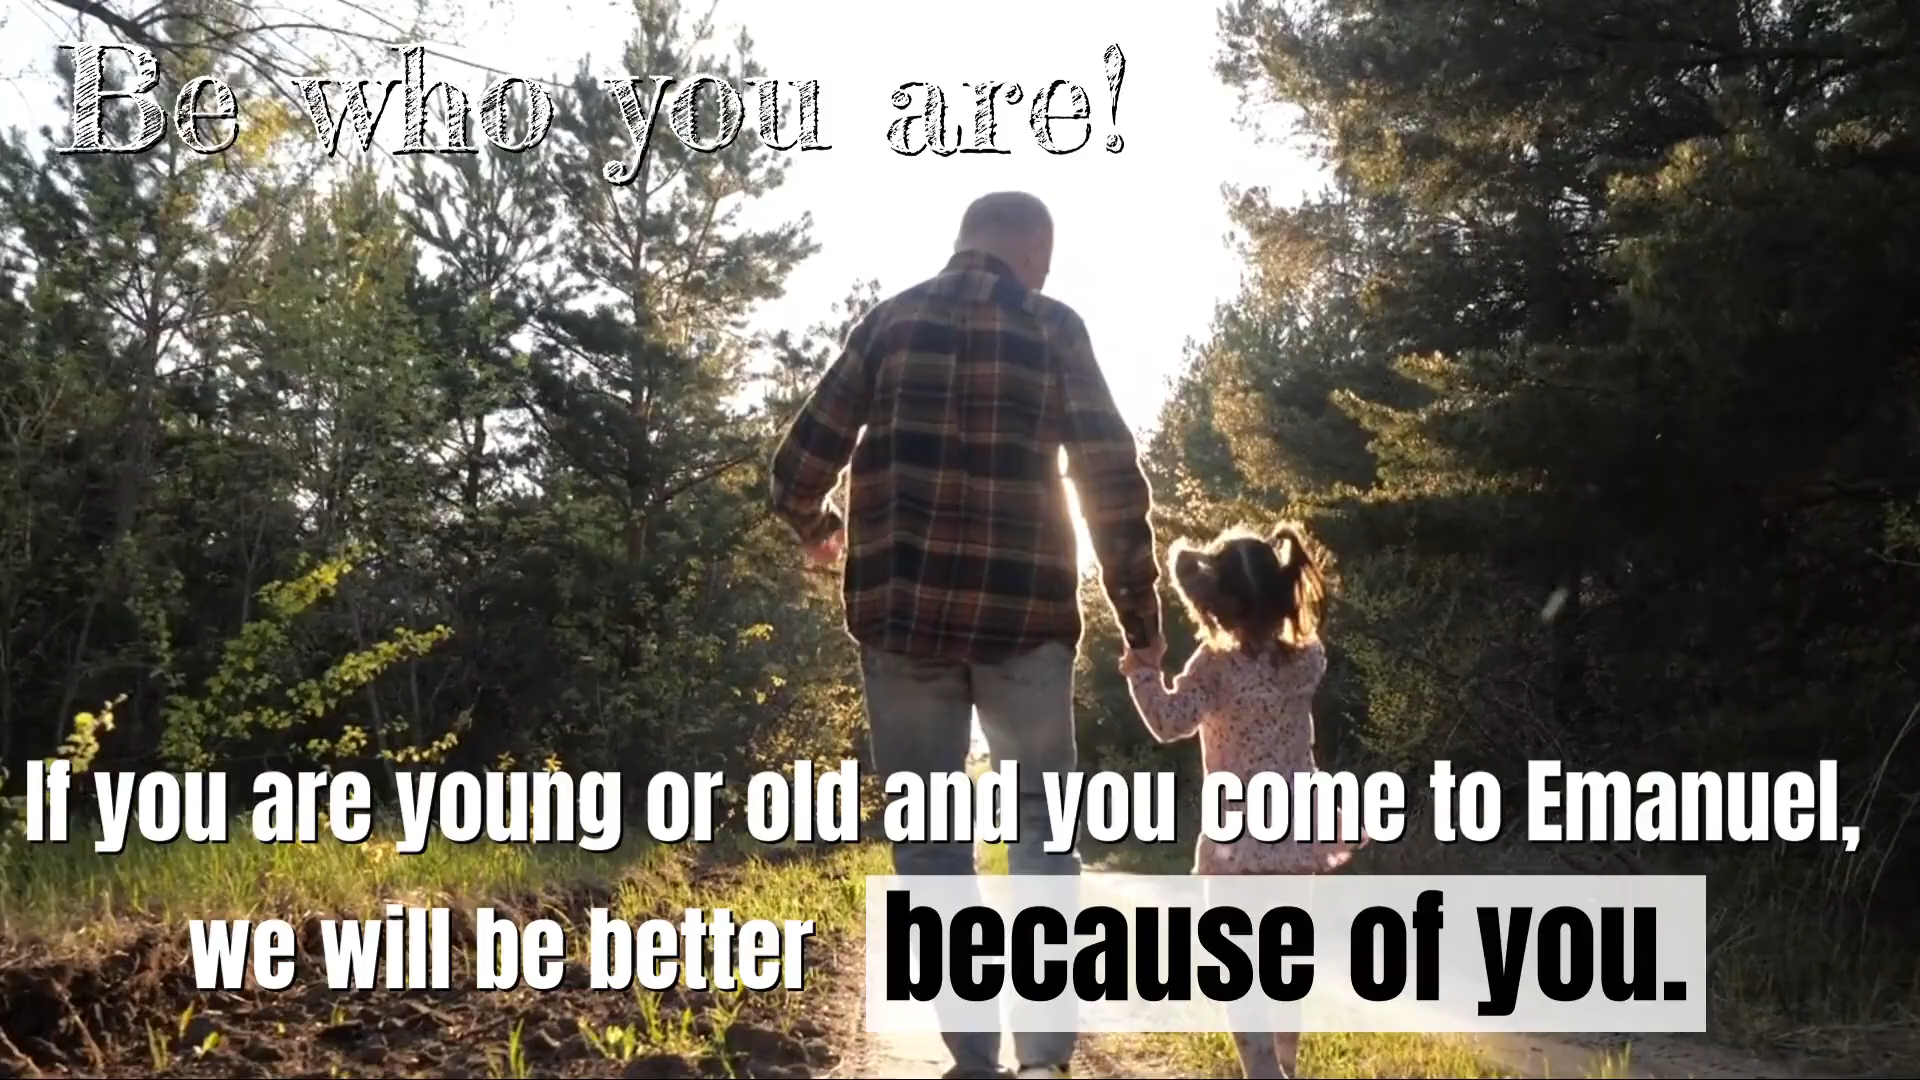 Be who you are!
If you are young or old and you come to Emanuel,
we will be better because of you.